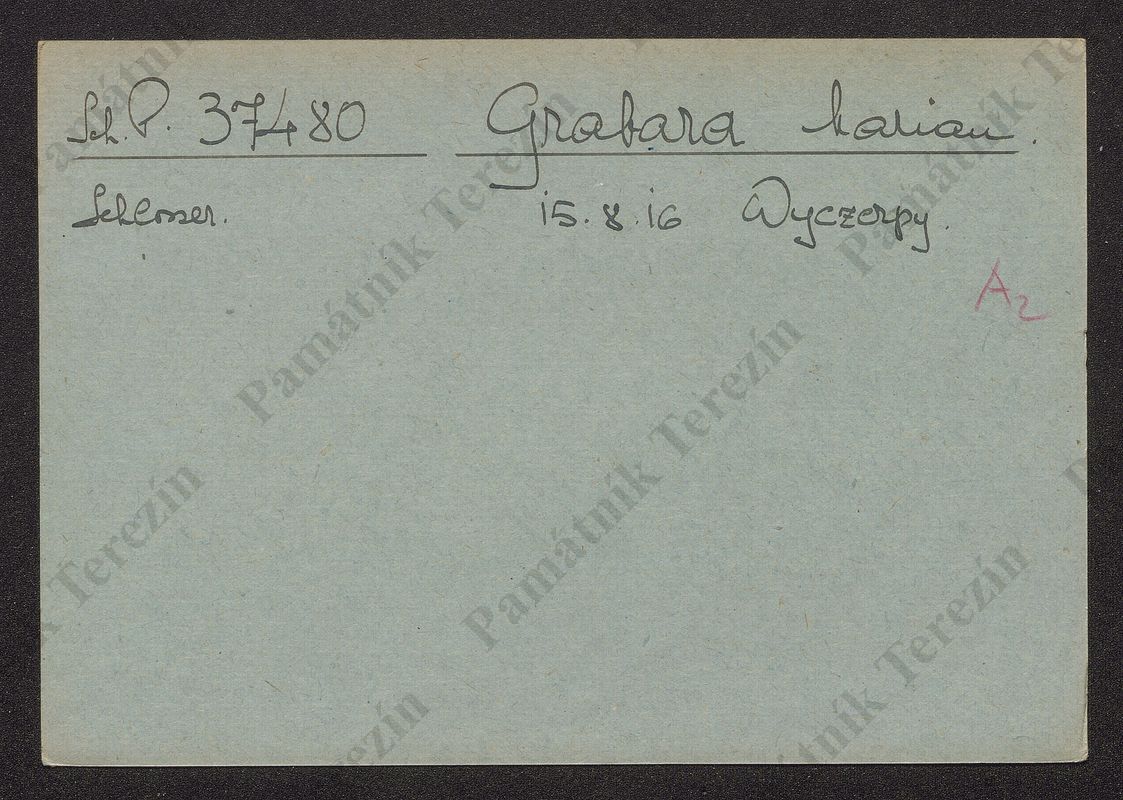 Sch. P. 37480 Grabara Marian.
Schlosser. 15.8.16 Wyczerpy.
A2
Památník Terezín